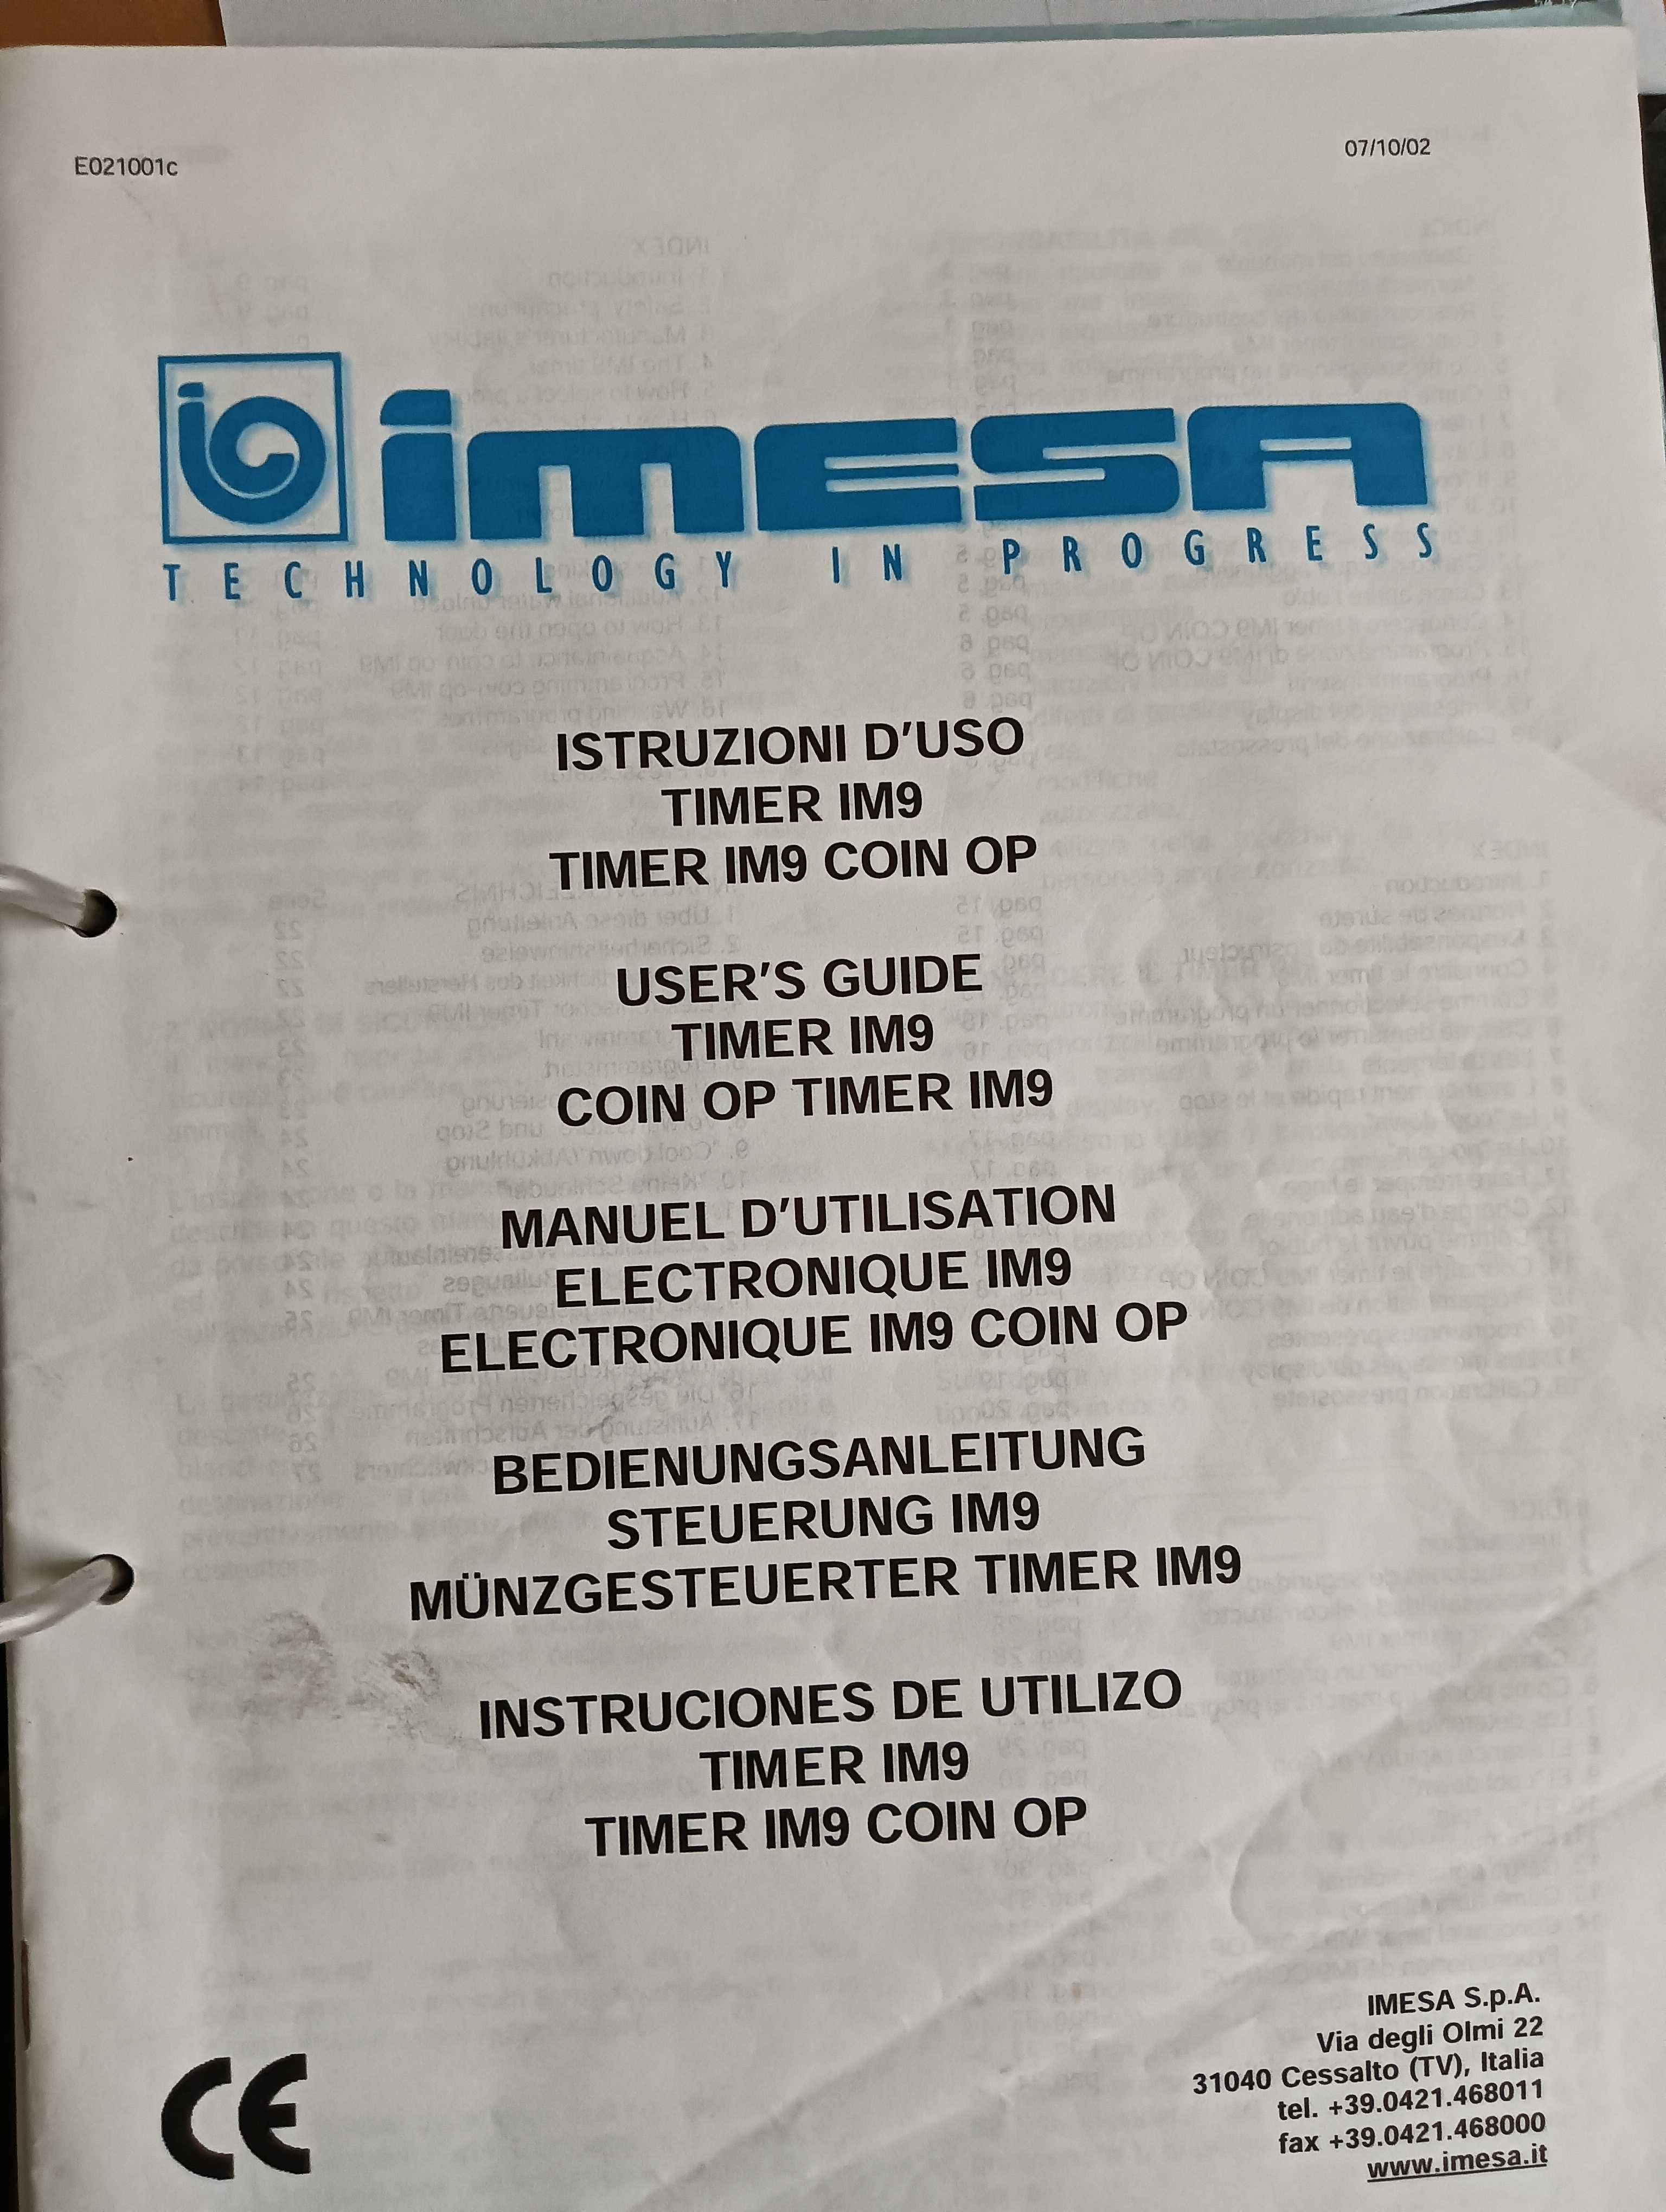 E021001c
07/10/02
imesa
TECHNOLOGY IN PROGRESS
ISTRUZIONI D'USO
TIMER IM9
TIMER IM9 COIN OP
USER'S GUIDE
TIMER IM9
COIN OP TIMER IM9
MANUEL D'UTILISATION
ELECTRONIQUE IM9
ELECTRONIQUE IM9 COIN OP
BEDIENUNGSANLEITUNG
STEUERUNG IM9
MÜNZGESTEUERTER TIMER IM9
INSTRUCIONES DE UTILIZO
TIMER IM9
TIMER IM9 COIN OP
CE
IMESA S.p.A.
Via degli Olmi 22
31040 Cessalto (TV), Italia
tel. +39.0421.468011
fax +39.0421.468000
www.imesa.it